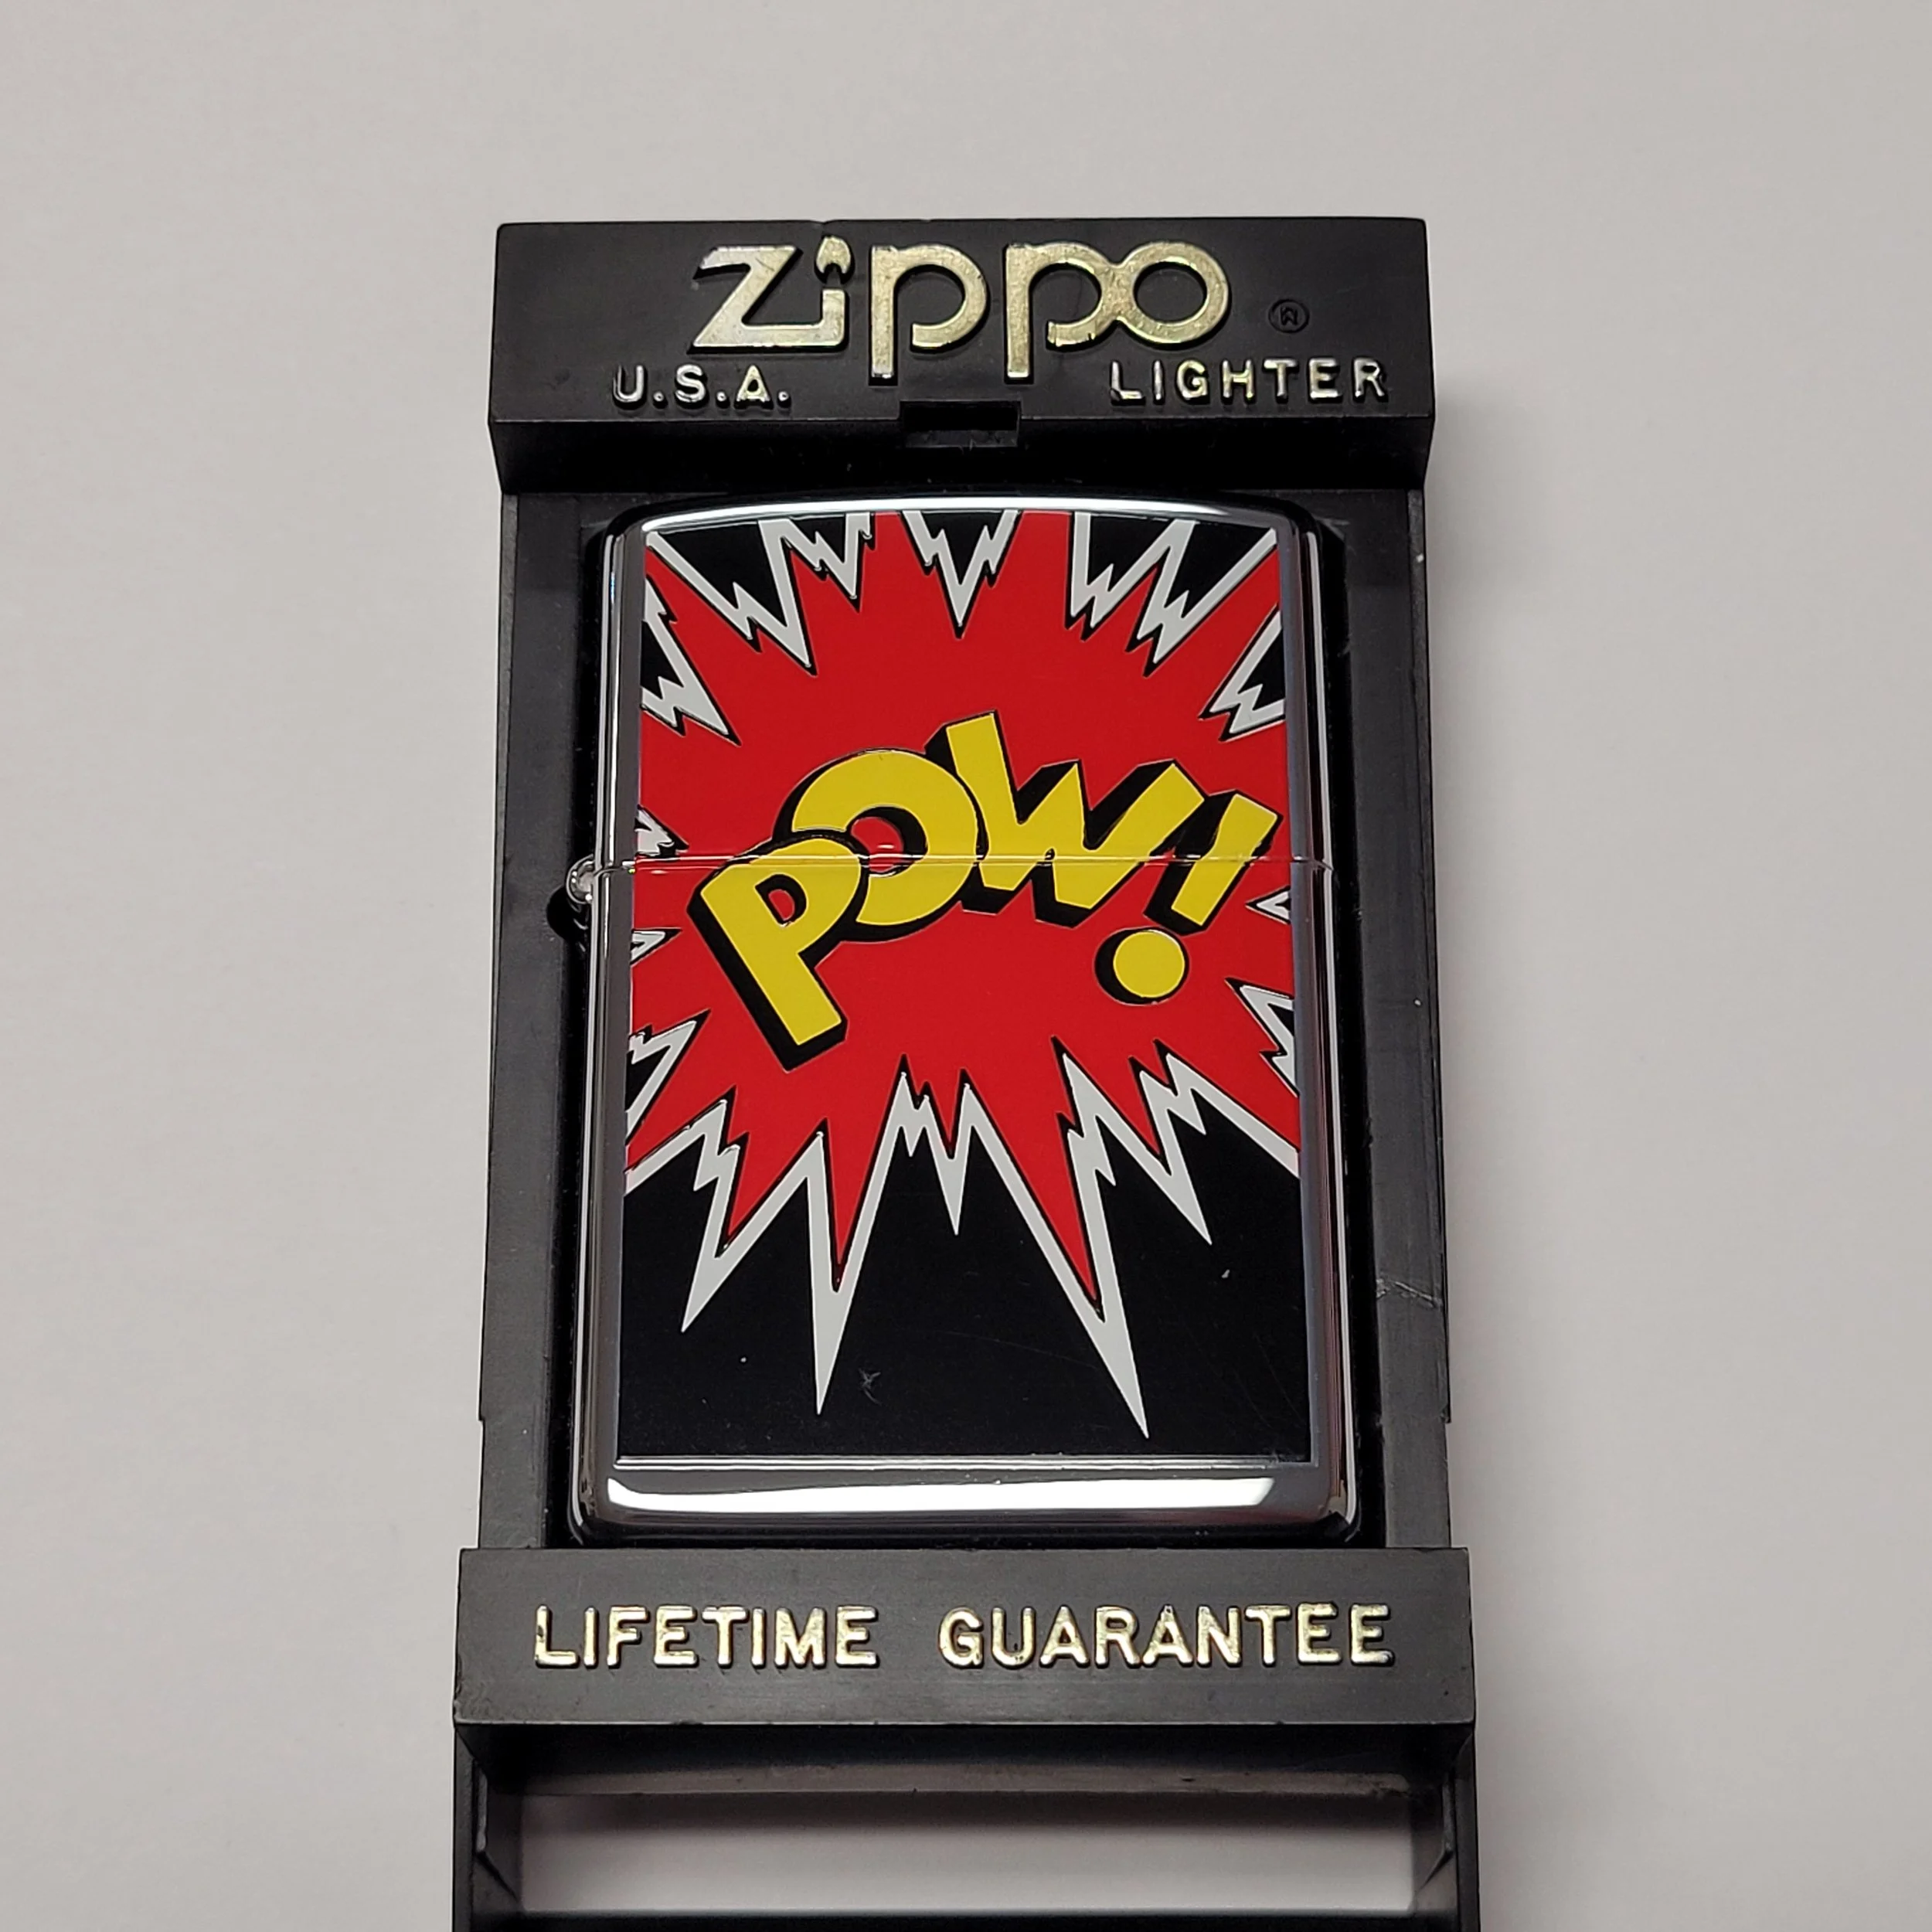 Zippo ®
U.S.A. LIGHTER
POW!
LIFETIME GUARANTEE